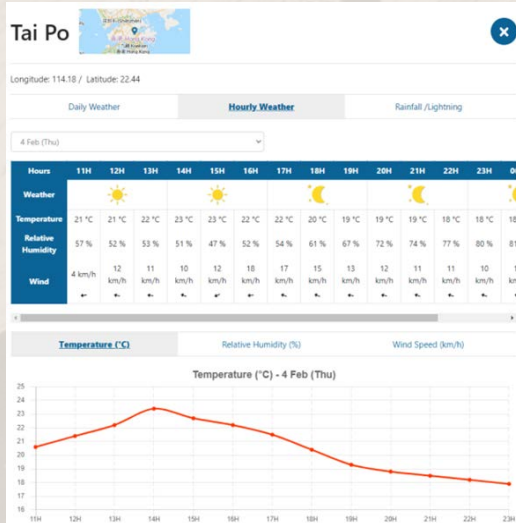 Tai Po
Longitude: 114.18 / Latitude: 22.44
Daily Weather Hourly Weather Rainfall /Lightning
4 Feb (Thu)
Hours 11H 12H 13H 14H 15H 16H 17H 18H 19H 20H 21H 22H 23H
Weather
Temperature 21 °C 21 °C 22 °C 23 °C 23 °C 22 °C 22 °C 20 °C 19 °C 19 °C 19 °C 18 °C 18 °C 18
Relative Humidity 57 % 52 % 53 % 51 % 47 % 52 % 54 % 61 % 67 % 72 % 74 % 77 % 80 %
Wind 4 km/h 12 km/h 11 km/h 10 km/h 12 km/h 18 km/h 17 km/h 15 km/h 13 km/h 12 km/h 11 km/h 11 km/h 10 km/h
Temperature (°C) Relative Humidity (%) Wind Speed (km/h)
Temperature (°C) - 4 Feb (Thu)
25
24
23
22
21
20
19
18
17
16
11H 12H 13H 14H 15H 16H 17H 18H 19H 20H 21H 22H 23H